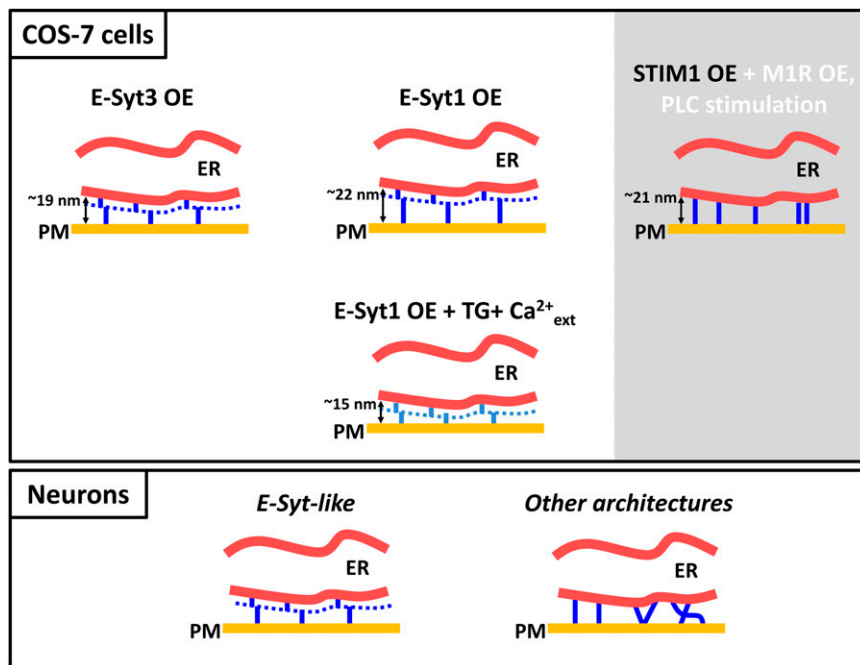 COS-7 cells
E-Syt3 OE
ER
~19 nm
PM
E-Syt1 OE
ER
~22 nm
PM
STIM1 OE + M1R OE,
PLC stimulation
ER
~21 nm
PM
E-Syt1 OE + TG+ Ca²⁺ext
ER
~15 nm
PM
Neurons
E-Syt-like
ER
PM
Other architectures
ER
PM